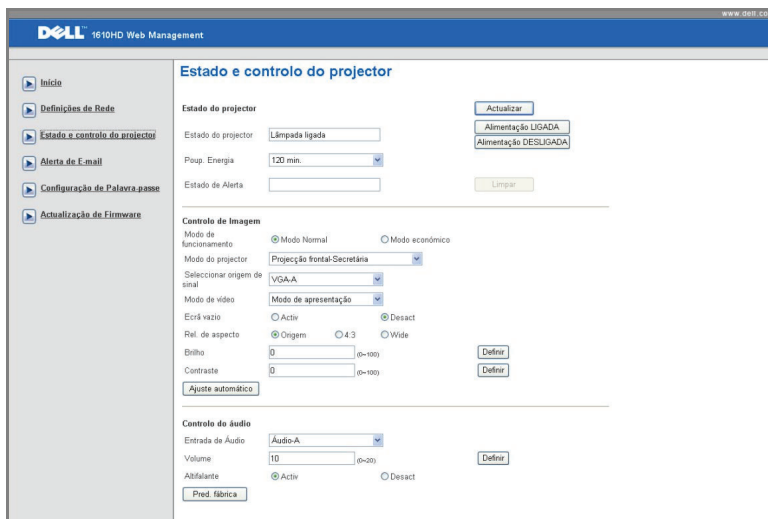 www.dell.co
DELL™ 1610HD Web Management
Início
Definições de Rede
Estado e controlo do projector
Alerta de E-mail
Configuração de Palavra-passe
Actualização de Firmware
Estado e controlo do projector
Estado do projector Actualizar
Alimentação LIGADA
Estado do projector Lâmpada ligada
Alimentação DESLIGADA
Poup. Energia 120 min.
Estado de Alerta Limpar
Controlo de Imagem
Modo de
funcionamento Modo Normal Modo económico
Modo do projector Projecção frontal-Secretária
Seleccionar origem de
sinal VGA-A
Modo de vídeo Modo de apresentação
Ecrã vazio Activ Desact
Rel. de aspecto Origem 4:3 Wide
Brilho 0 (0~100) Definir
Contraste 0 (0~100) Definir
Ajuste automático
Controlo do áudio
Entrada de Áudio Áudio-A
Volume 10 (0~20) Definir
Altifalante Activ Desact
Pred. fábrica